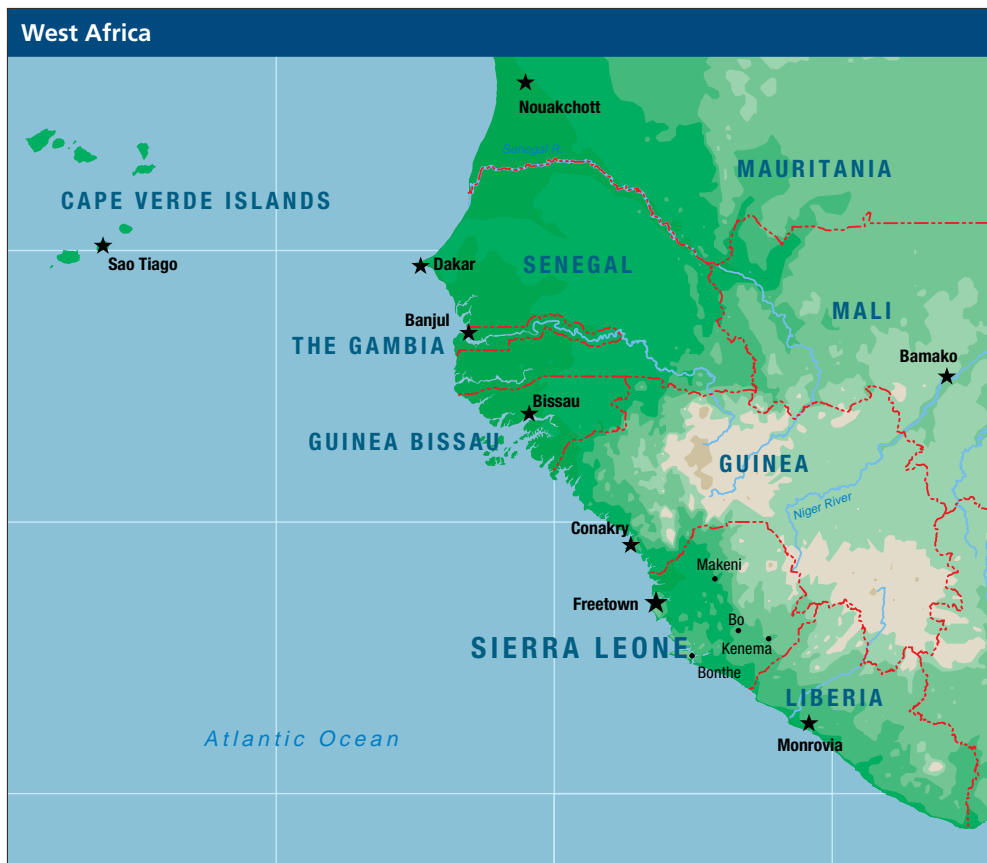 West Africa
Nouakchott
Senegal R.
MAURITANIA
CAPE VERDE ISLANDS
Sao Tiago
Dakar
SENEGAL
MALI
Banjul
THE GAMBIA
Bamako
Bissau
GUINEA BISSAU
GUINEA
Niger River
Conakry
Makeni
Freetown
Bo
SIERRA LEONE
Kenema
Bonthe
LIBERIA
Atlantic Ocean
Monrovia